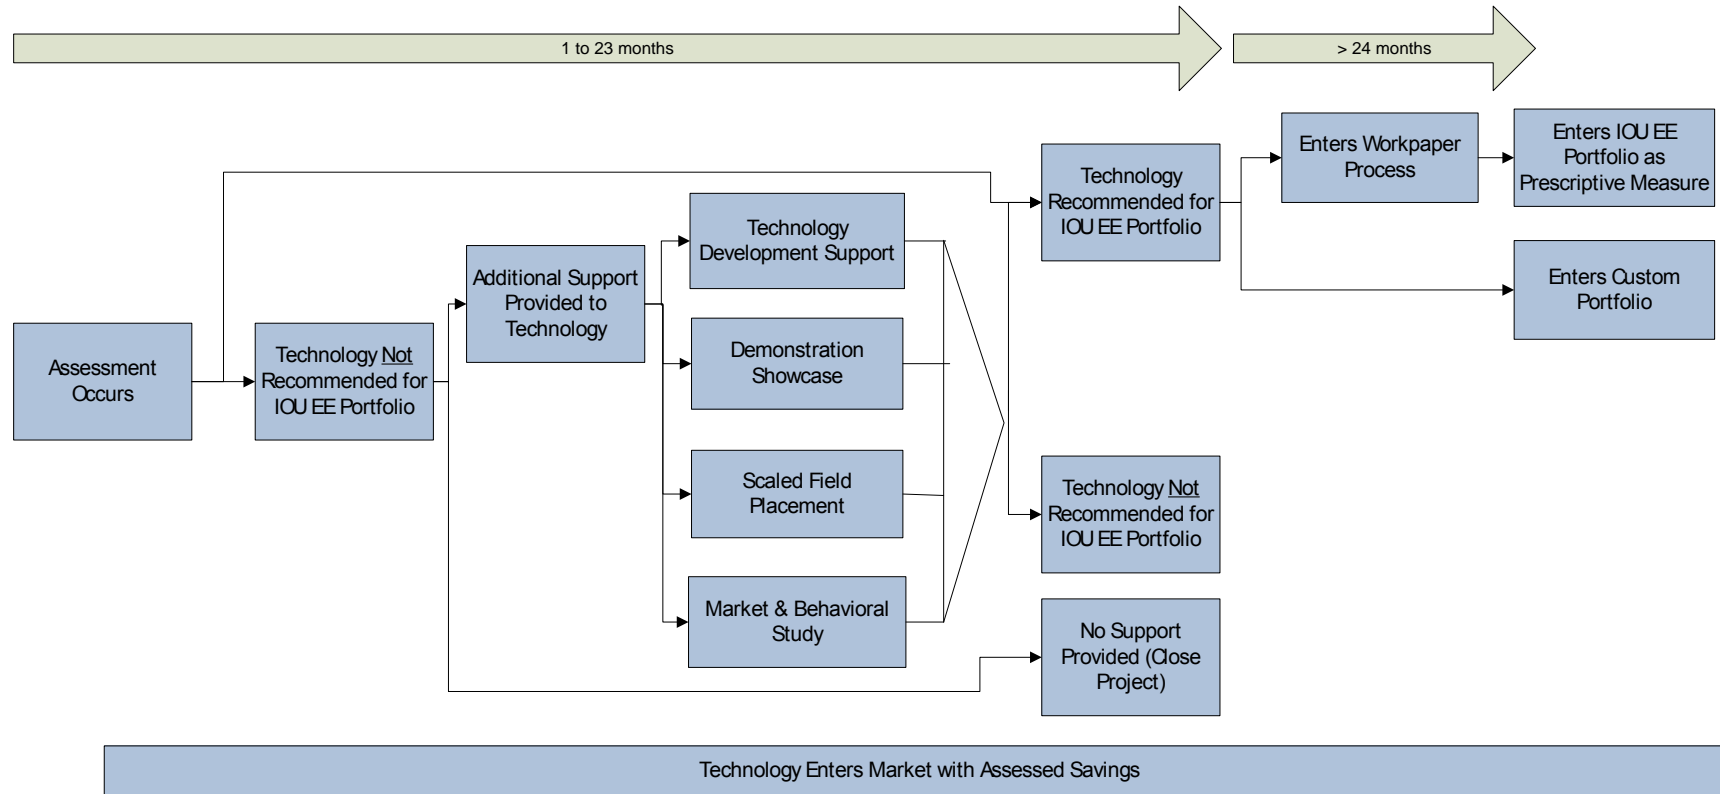 1 to 23 months
> 24 months
Enters Workpaper
Process
Enters IOU EE
Portfolio as
Prescriptive Measure
Technology
Recommended for
IOU EE Portfolio
Technology
Development Support
Additional Support
Provided to
Technology
Enters Custom
Portfolio
Assessment
Occurs
Technology Not
Recommended for
IOU EE Portfolio
Demonstration
Showcase
Scaled Field
Placement
Technology Not
Recommended for
IOU EE Portfolio
Market & Behavioral
Study
No Support
Provided (Close
Project)
Technology Enters Market with Assessed Savings